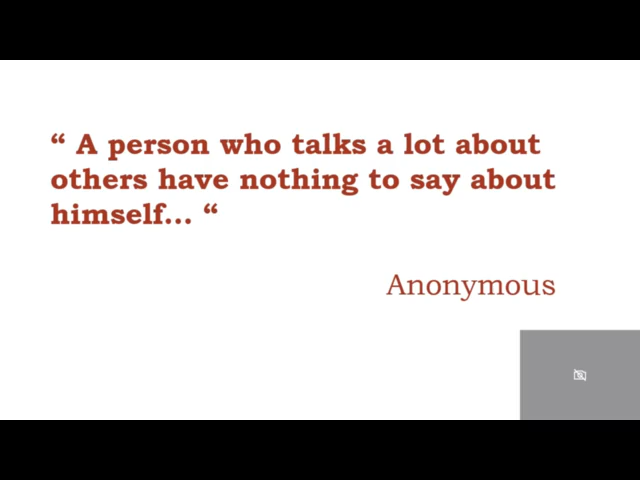 “ A person who talks a lot about
others have nothing to say about
himself... “
Anonymous